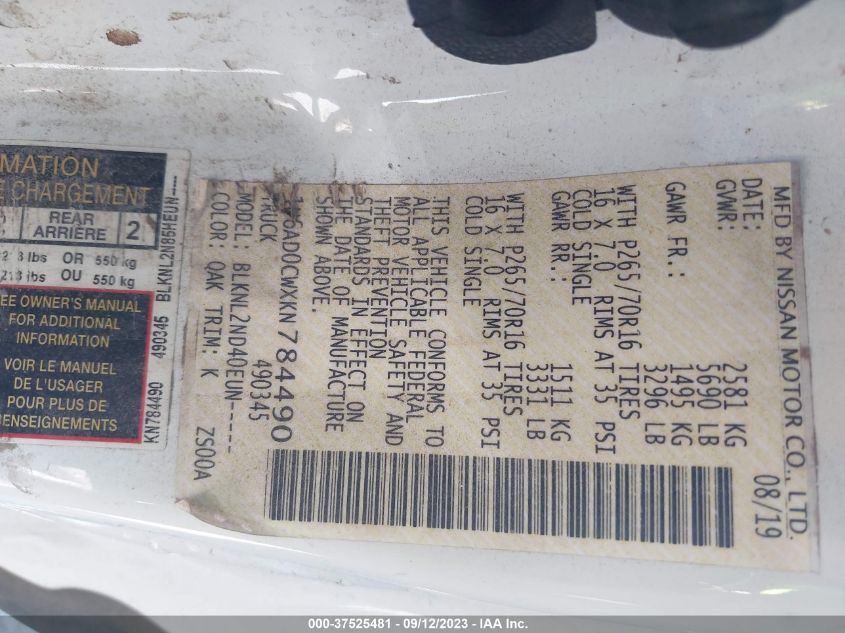 MFD BY NISSAN MOTOR CO., LTD.
DATE: 08/19
GVWR: 2581 KG
5690 LB
GAWR FR.: 1495 KG
3296 LB
WITH P265/70R16 TIRES
16 X 7.0 RIMS AT 35 PSI
COLD SINGLE
GAWR RR.: 1511 KG
3331 LB
WITH P265/70R16 TIRES
16 X 7.0 RIMS AT 35 PSI
COLD SINGLE
THIS VEHICLE CONFORMS TO
ALL APPLICABLE FEDERAL
MOTOR VEHICLE SAFETY AND
THEFT PREVENTION
STANDARDS IN EFFECT ON
THE DATE OF MANUFACTURE
SHOWN ABOVE.
784490
TRUCK 490345
MODEL: BLKNL2ND40EUN-----
COLOR: QAK TRIM: K ZS00A
MATION
CHARGEMENT
REAR
ARRIÈRE 2
lbs OR 550 kg
lbs OU 550 kg
OWNER'S MANUAL
FOR ADDITIONAL
INFORMATION
VOIR LE MANUEL
DE L'USAGER
POUR PLUS DE
RENSEIGNEMENTS
KN784490 490345 BLKNL2N85HEUN----
000-37525481 - 09/12/2023 - IAA Inc.